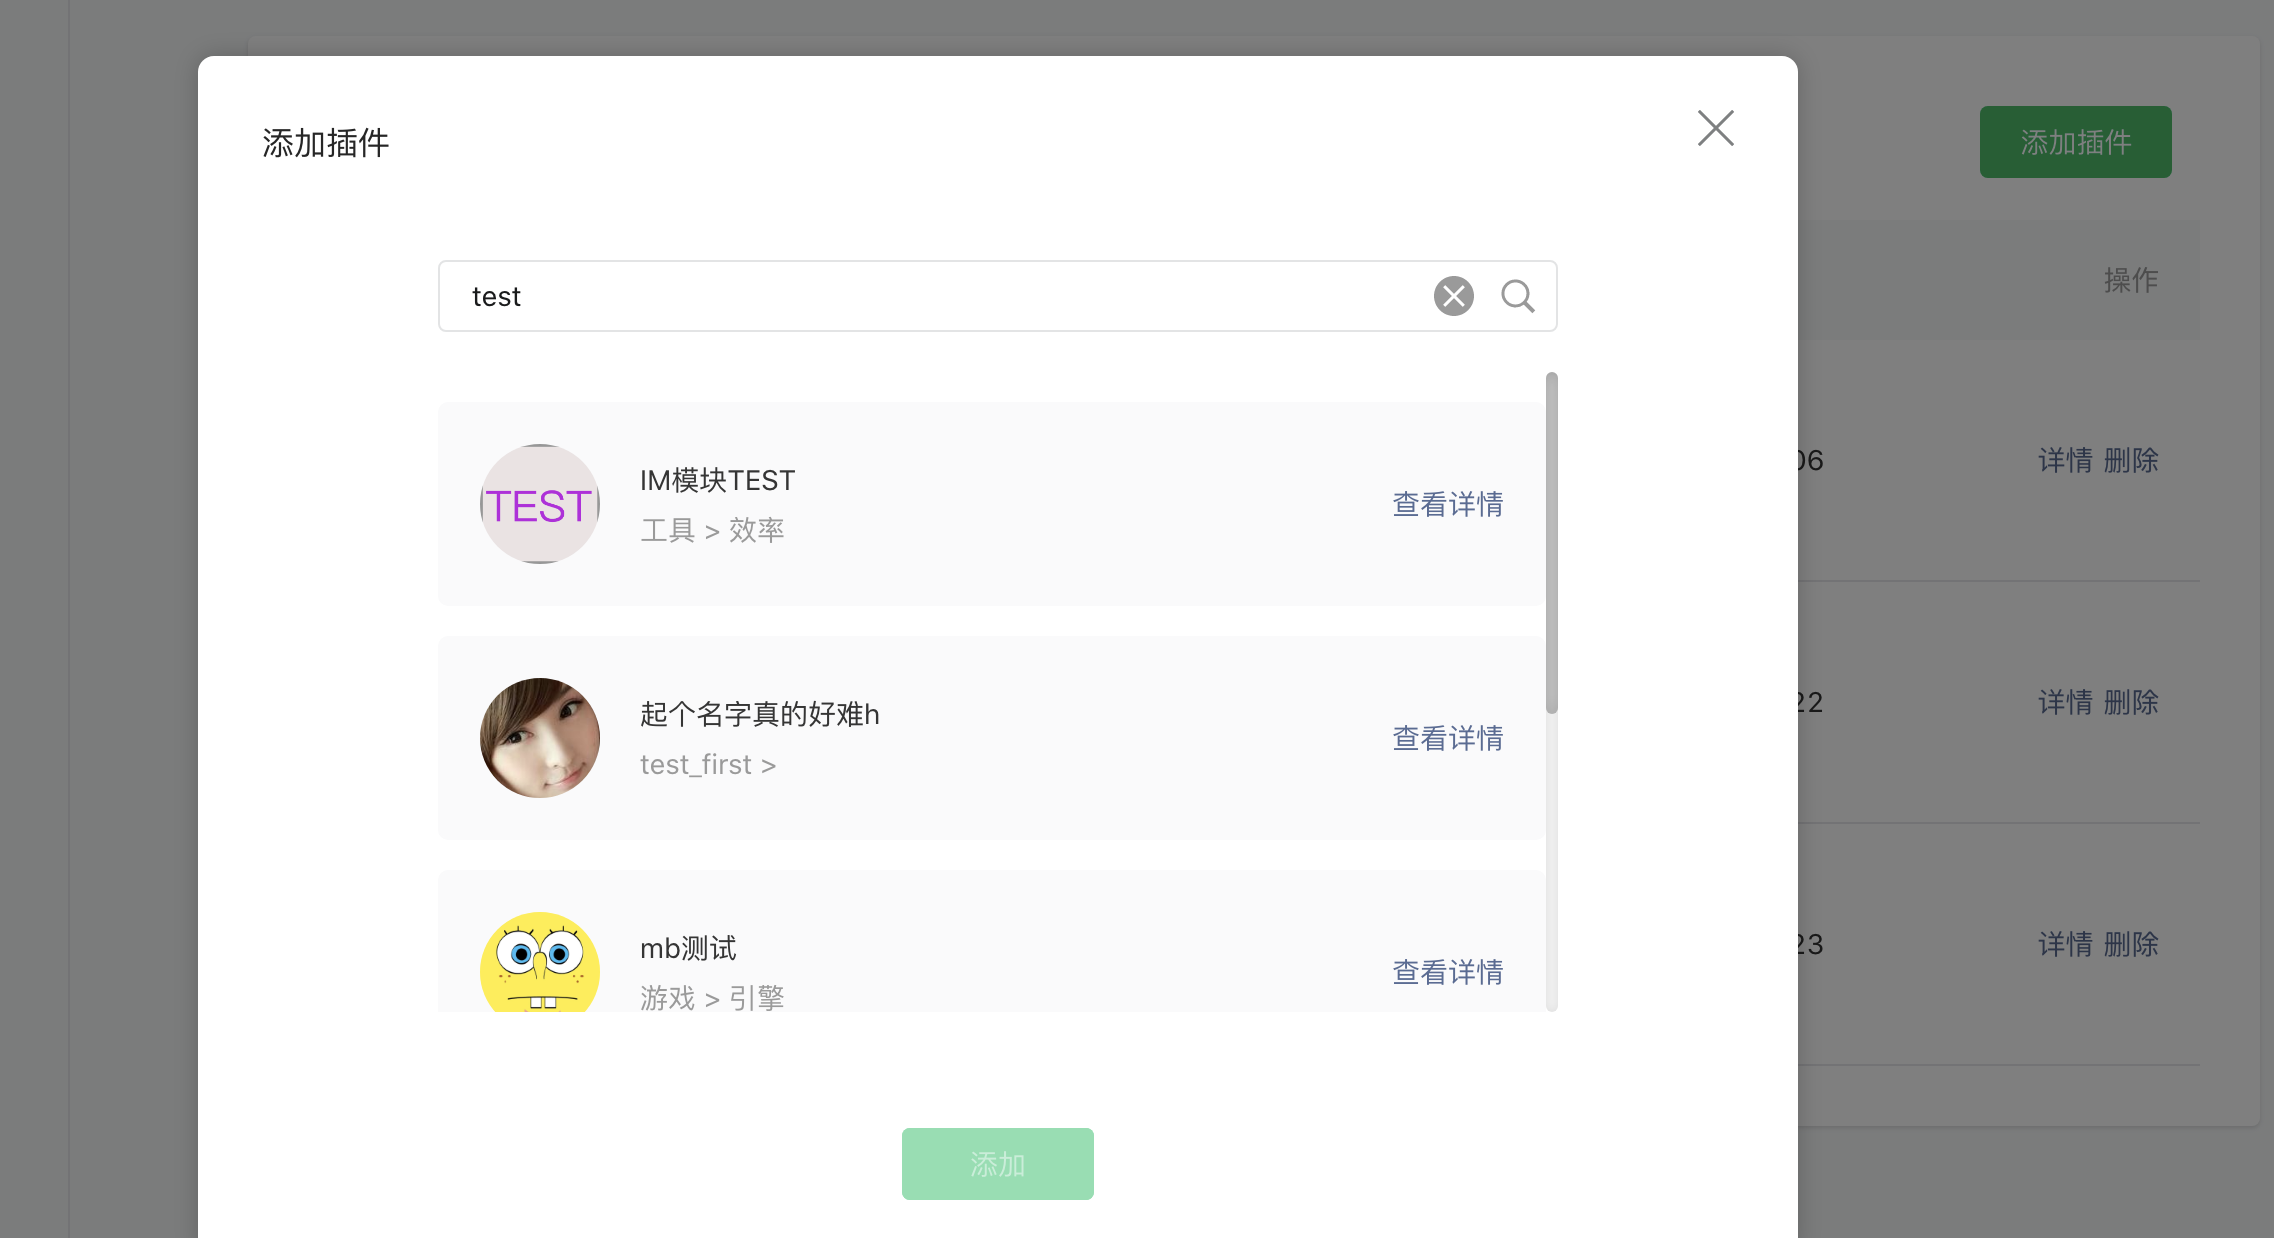 添加插件
添加插件
test
操作
TEST
IM模块TEST
工具 > 效率
查看详情
06
详情 删除
起个名字真的好难h
test_first >
查看详情
22
详情 删除
mb测试
游戏 > 引擎
查看详情
23
详情 删除
添加